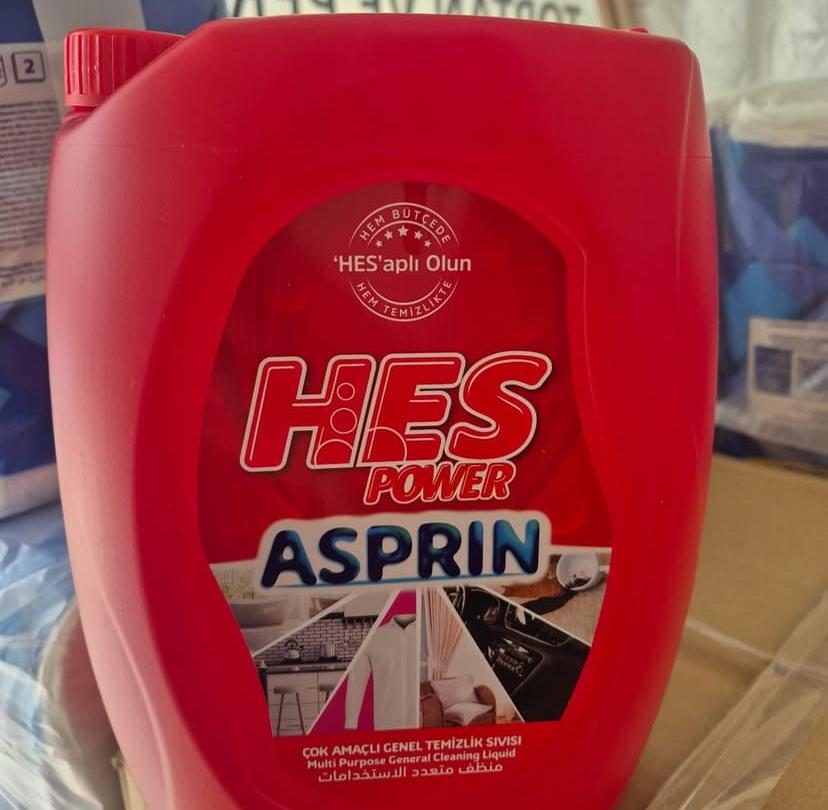 2
HEM BÜTÇEDE
'HES'aplı Olun
HEM TEMİZLİKTE
HES
POWER
ASPRIN
ÇOK AMAÇLI GENEL TEMİZLİK SIVISI
Multi Purpose General Cleaning Liquid
منظف متعدد الاستخدامات